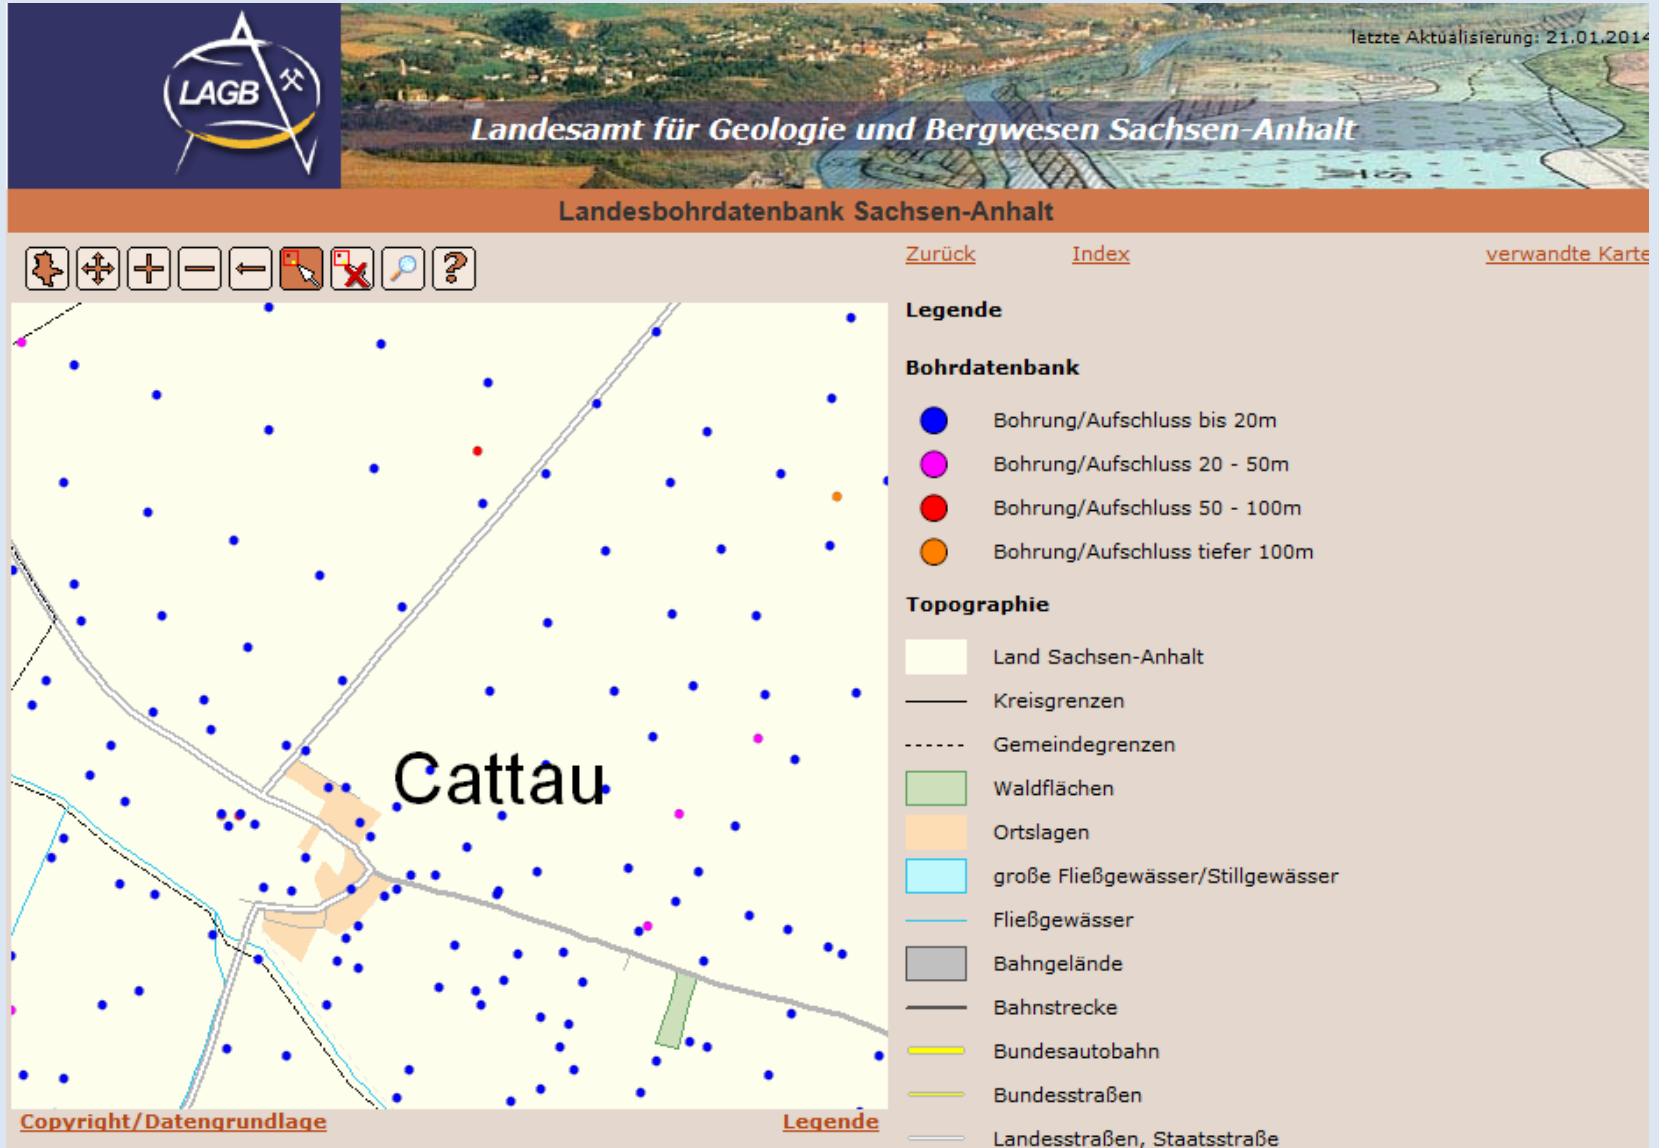 letzte Aktualisierung: 21.01.2014
LAGB
Landesamt für Geologie und Bergwesen Sachsen-Anhalt
Landesbohrdatenbank Sachsen-Anhalt
?
Zurück Index verwandte Karte
Cattau
Legende
Bohrdatenbank
Bohrung/Aufschluss bis 20m
Bohrung/Aufschluss 20 - 50m
Bohrung/Aufschluss 50 - 100m
Bohrung/Aufschluss tiefer 100m
Topographie
Land Sachsen-Anhalt
Kreisgrenzen
Gemeindegrenzen
Waldflächen
Ortslagen
große Fließgewässer/Stillgewässer
Fließgewässer
Bahngelände
Bahnstrecke
Bundesautobahn
Bundesstraßen
Landesstraßen, Staatsstraße
Copyright/Datengrundlage
Legende